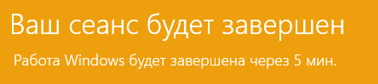 Ваш сеанс будет завершен
Работа Windows будет завершена через 5 мин.